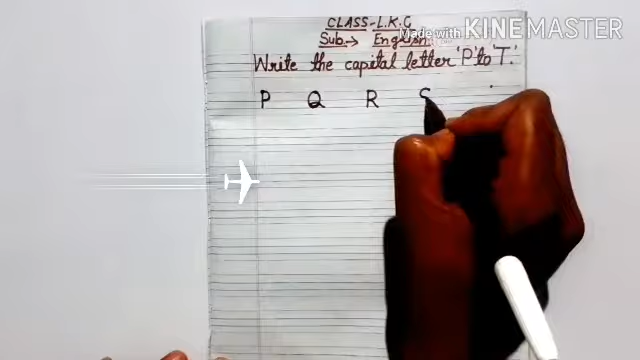 CLASS-L.K.G
Made with KINEMASTER
Sub.→ English
Write the capital letter 'P' to 'T'.
P Q R S